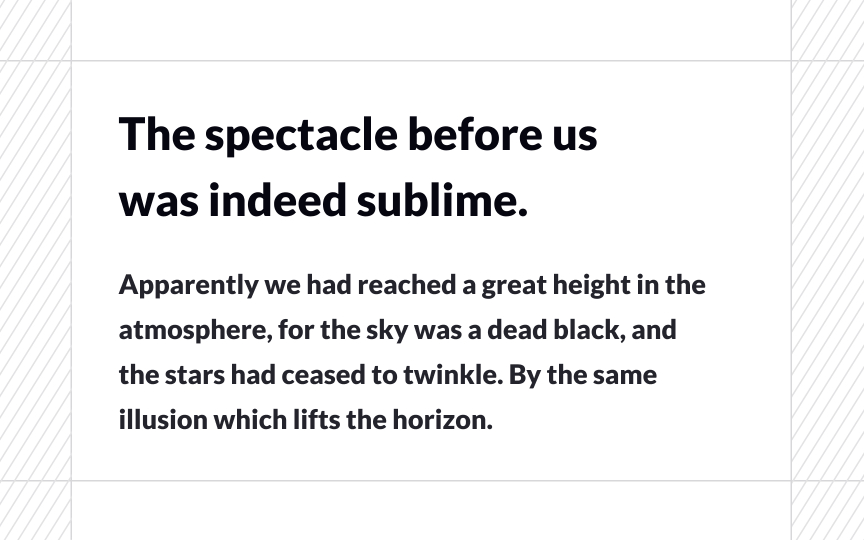 The spectacle before us
was indeed sublime.
Apparently we had reached a great height in the
atmosphere, for the sky was a dead black, and
the stars had ceased to twinkle. By the same
illusion which lifts the horizon.